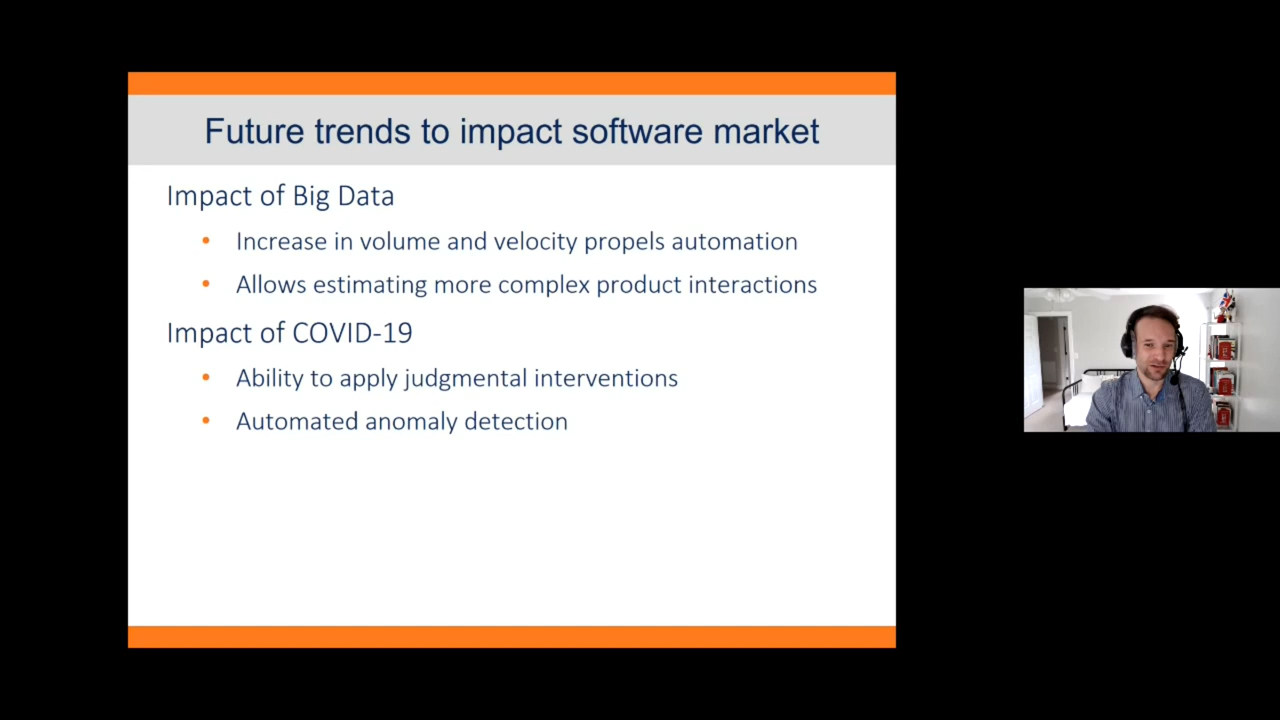 Future trends to impact software market
Impact of Big Data
• Increase in volume and velocity propels automation
• Allows estimating more complex product interactions
Impact of COVID-19
• Ability to apply judgmental interventions
• Automated anomaly detection